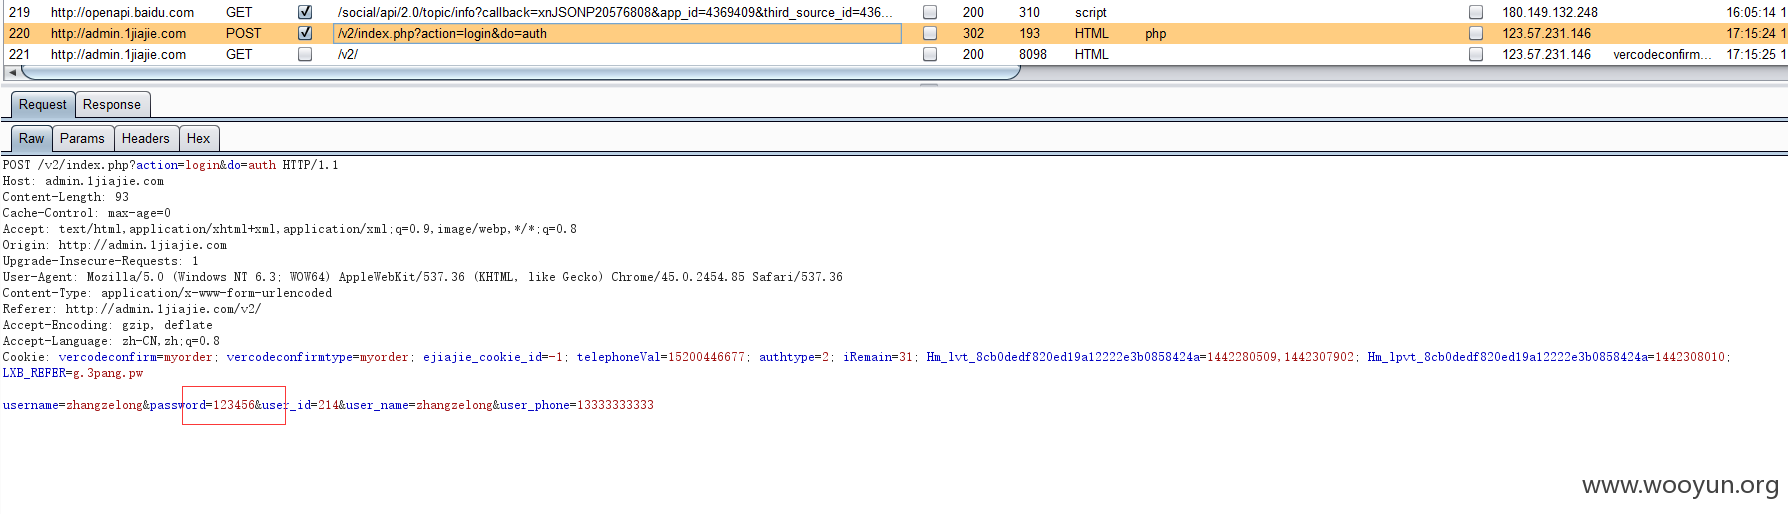 219 http://openapi.baidu.com GET /social/api/2.0/topic/info?callback=xnJSONP20576808&app_id=4369409&third_source_id=436... 200 310 script 180.149.132.248 16:05:14 1
220 http://admin.1jiajie.com POST /v2/index.php?action=login&do=auth 302 193 HTML php 123.57.231.146 17:15:24 1
221 http://admin.1jiajie.com GET /v2/ 200 8098 HTML 123.57.231.146 vercodeconfirm... 17:15:25 1
Request Response
Raw Params Headers Hex
POST /v2/index.php?action=login&do=auth HTTP/1.1
Host: admin.1jiajie.com
Content-Length: 93
Cache-Control: max-age=0
Accept: text/html,application/xhtml+xml,application/xml;q=0.9,image/webp,*/*;q=0.8
Origin: http://admin.1jiajie.com
Upgrade-Insecure-Requests: 1
User-Agent: Mozilla/5.0 (Windows NT 6.3; WOW64) AppleWebKit/537.36 (KHTML, like Gecko) Chrome/45.0.2454.85 Safari/537.36
Content-Type: application/x-www-form-urlencoded
Referer: http://admin.1jiajie.com/v2/
Accept-Encoding: gzip, deflate
Accept-Language: zh-CN,zh;q=0.8
Cookie: vercodeconfirm=myorder; vercodeconfirmtype=myorder; ejiajie_cookie_id=-1; telephoneVal=15200446677; authtype=2; iRemain=31; Hm_lvt_8cb0dedf820ed19a12222e3b0858424a=1442280509,1442307902; Hm_lpvt_8cb0dedf820ed19a12222e3b0858424a=1442308010;
LXB_REFER=g.3pang.pw
username=zhangzelong&password=123456&user_id=214&user_name=zhangzelong&user_phone=13333333333
www.wooyun.org